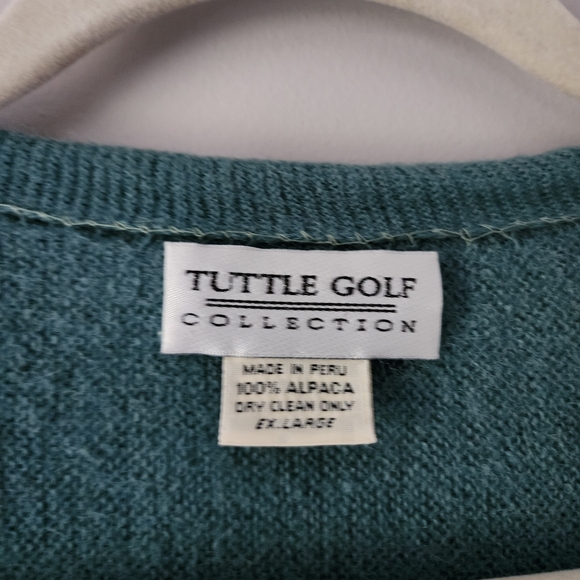 TUTTLE GOLF
COLLECTION
MADE IN PERU
100% ALPACA
DRY CLEAN ONLY
EX.LARGE